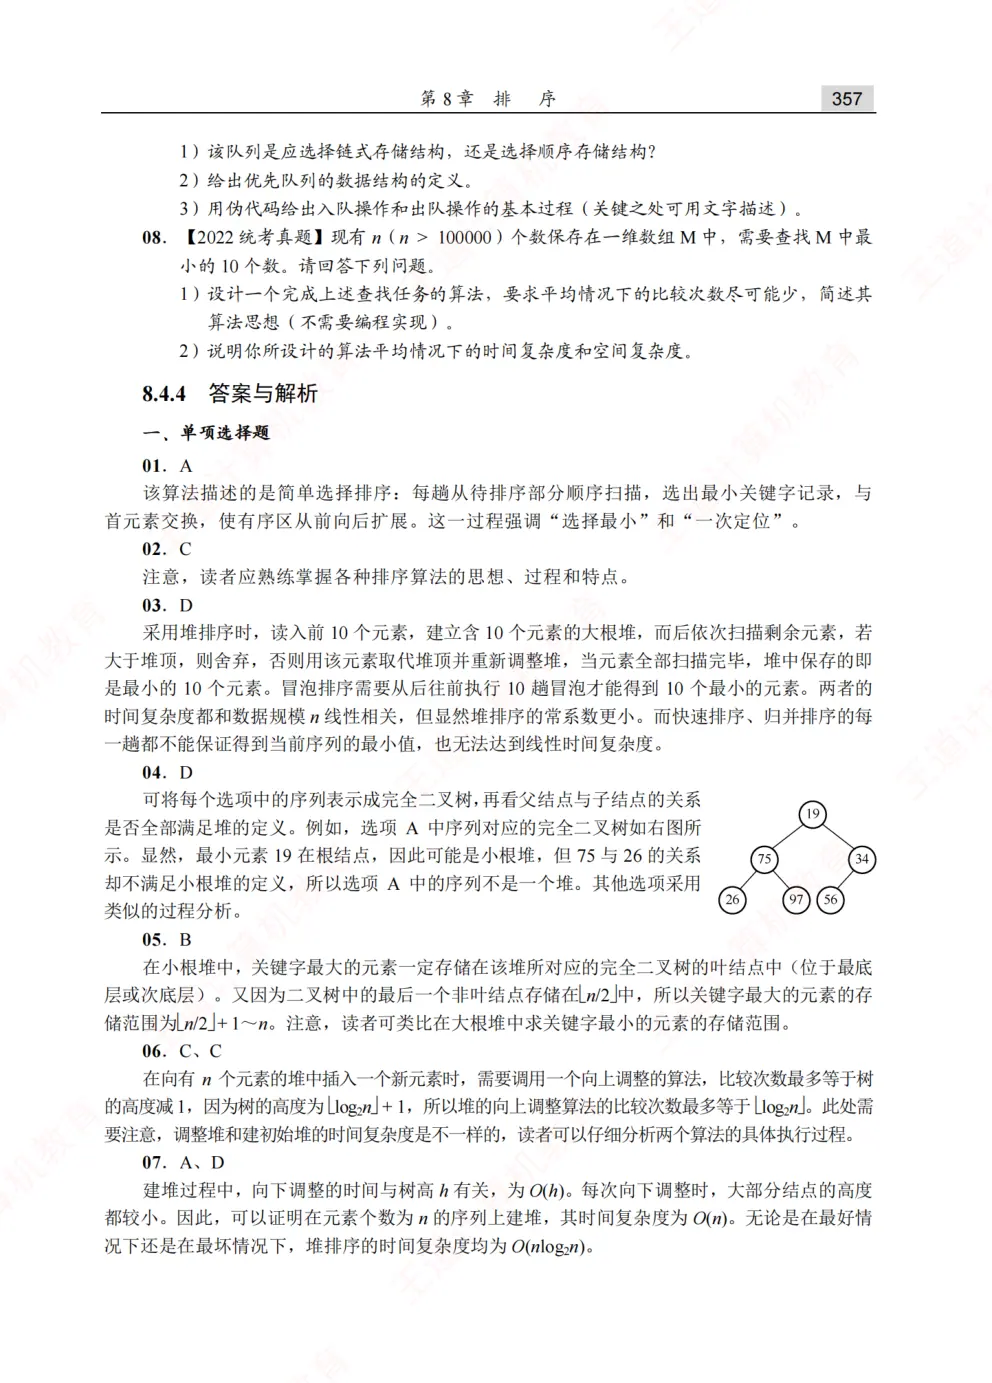 第8章 排 序 357
1）该队列是应选择链式存储结构，还是选择顺序存储结构？
2）给出优先队列的数据结构的定义。
3）用伪代码给出入队操作和出队操作的基本过程（关键之处可用文字描述）。
08. 【2022 统考真题】现有 n（n > 100000）个数保存在一维数组 M 中，需要查找 M 中最
小的 10 个数。请回答下列问题。
1）设计一个完成上述查找任务的算法，要求平均情况下的比较次数尽可能少，简述其
算法思想（不需要编程实现）。
2）说明你所设计的算法平均情况下的时间复杂度和空间复杂度。
8.4.4 答案与解析
一、单项选择题
01. A
该算法描述的是简单选择排序：每趟从待排序部分顺序扫描，选出最小关键字记录，与
首元素交换，使有序区从前向后扩展。这一过程强调“选择最小”和“一次定位”。
02. C
注意，读者应熟练掌握各种排序算法的思想、过程和特点。
03. D
采用堆排序时，读入前 10 个元素，建立含 10 个元素的大根堆，而后依次扫描剩余元素，若
大于堆顶，则舍弃，否则用该元素取代堆顶并重新调整堆，当元素全部扫描完毕，堆中保存的即
是最小的 10 个元素。冒泡排序需要从后往前执行 10 趟冒泡才能得到 10 个最小的元素。两者的
时间复杂度都和数据规模 n 线性相关，但显然堆排序的常系数更小。而快速排序、归并排序的每
一趟都不能保证得到当前序列的最小值，也无法达到线性时间复杂度。
04. D
可将每个选项中的序列表示成完全二叉树，再看父结点与子结点的关系
是否全部满足堆的定义。例如，选项 A 中序列对应的完全二叉树如右图所
示。显然，最小元素 19 在根结点，因此可能是小根堆，但 75 与 26 的关系
却不满足小根堆的定义，所以选项 A 中的序列不是一个堆。其他选项采用
类似的过程分析。
19
75 34
26 97 56
05. B
在小根堆中，关键字最大的元素一定存储在该堆所对应的完全二叉树的叶结点中（位于最底
层或次底层）。又因为二叉树中的最后一个非叶结点存储在⌊n/2⌋中，所以关键字最大的元素的存
储范围为⌊n/2⌋+1～n。注意，读者可类比在大根堆中求关键字最小的元素的存储范围。
06. C、C
在向有 n 个元素的堆中插入一个新元素时，需要调用一个向上调整的算法，比较次数最多等于树
的高度减 1，因为树的高度为⌊log₂n⌋+1，所以堆的向上调整算法的比较次数最多等于⌊log₂n⌋。此处需
要注意，调整堆和建初始堆的时间复杂度是不一样的，读者可以仔细分析两个算法的具体执行过程。
07. A、D
建堆过程中，向下调整的时间与树高 h 有关，为 O(h)。每次向下调整时，大部分结点的高度
都较小。因此，可以证明在元素个数为 n 的序列上建堆，其时间复杂度为 O(n)。无论是在最好情
况下还是在最坏情况下，堆排序的时间复杂度均为 O(nlog₂n)。